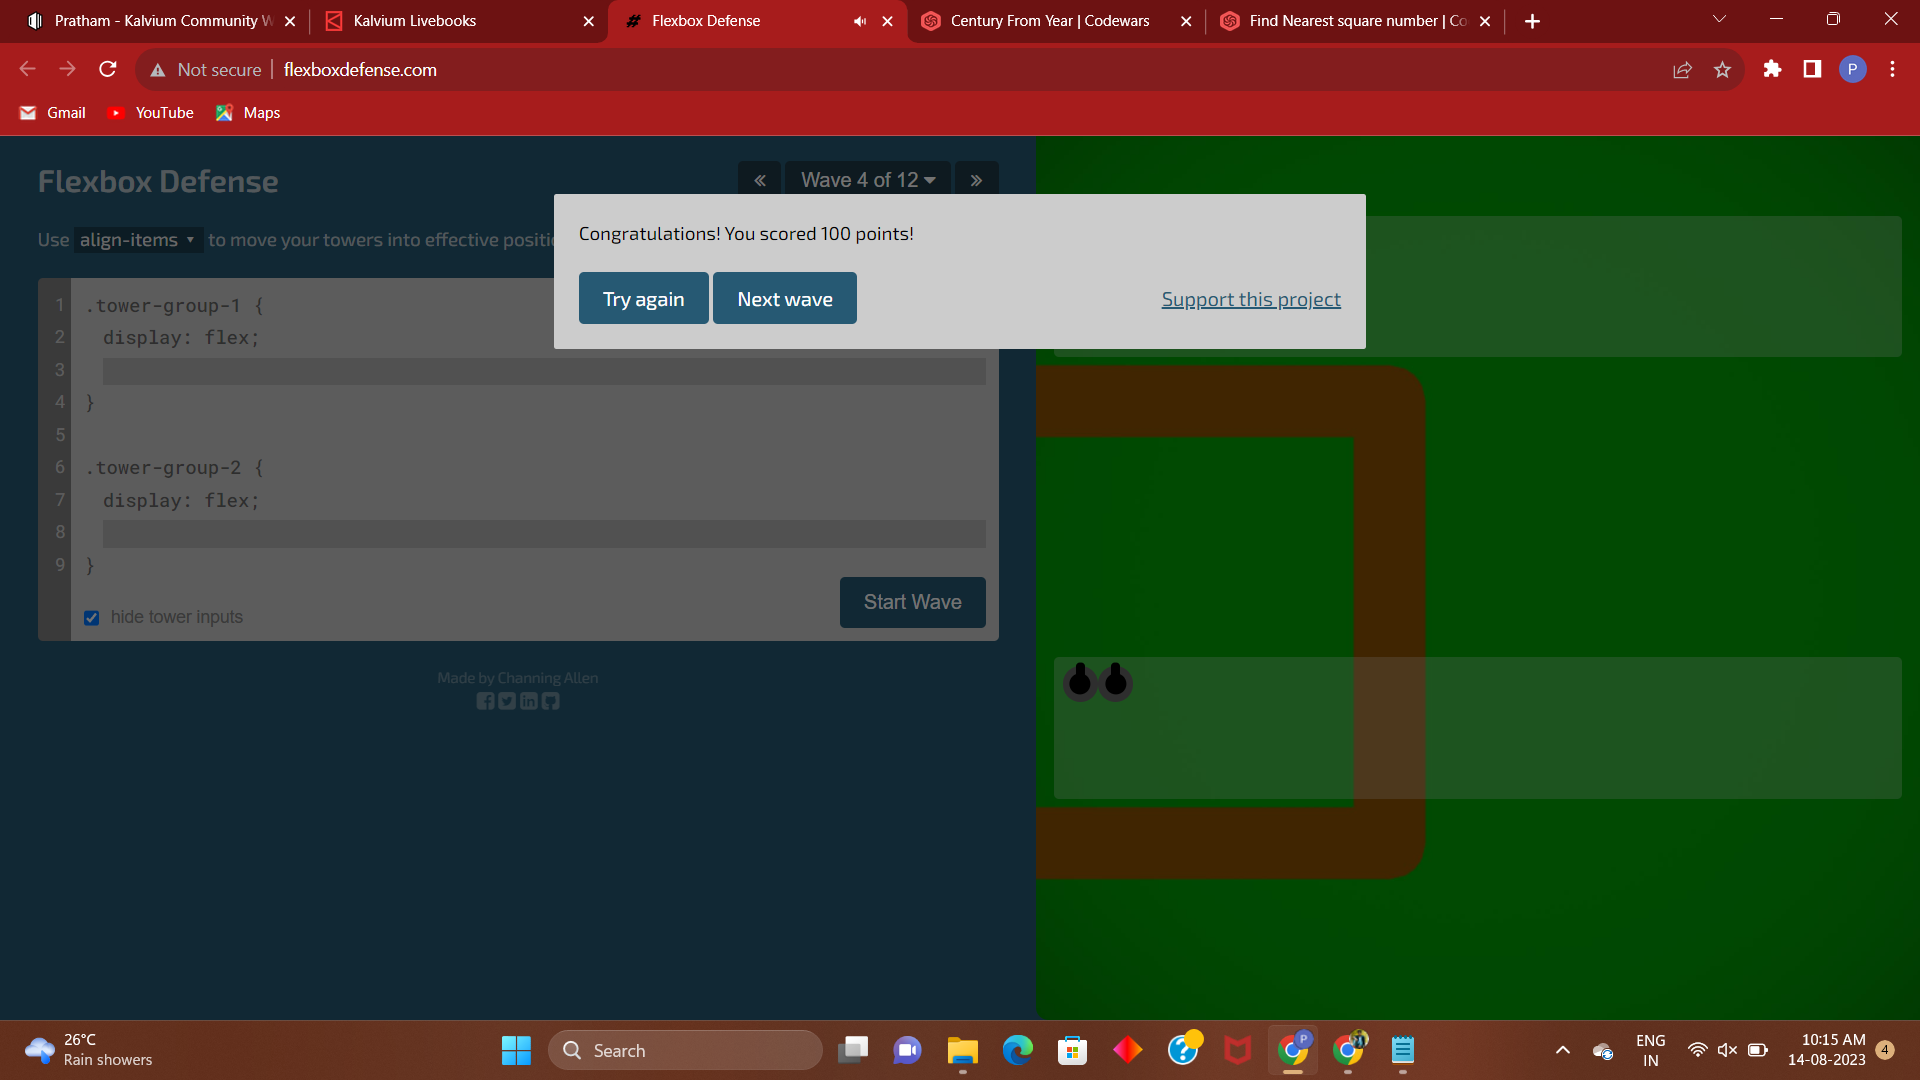 Pratham - Kalvium Community W
Kalvium Livebooks
Flexbox Defense
Century From Year | Codewars
Find Nearest square number | Co
Not secure
flexboxdefense.com
P
Gmail
YouTube
Maps
Flexbox Defense
« Wave 4 of 12 »
Use align-items to move your towers into effective positio
Congratulations! You scored 100 points!
Try again
Next wave
Support this project
1 .tower-group-1 {
2 display: flex;
3
4 }
5
6 .tower-group-2 {
7 display: flex;
8
9 }
hide tower inputs
Start Wave
Made by Channing Allen
26°C
Rain showers
Search
P
ENG
IN
10:15 AM
14-08-2023
4